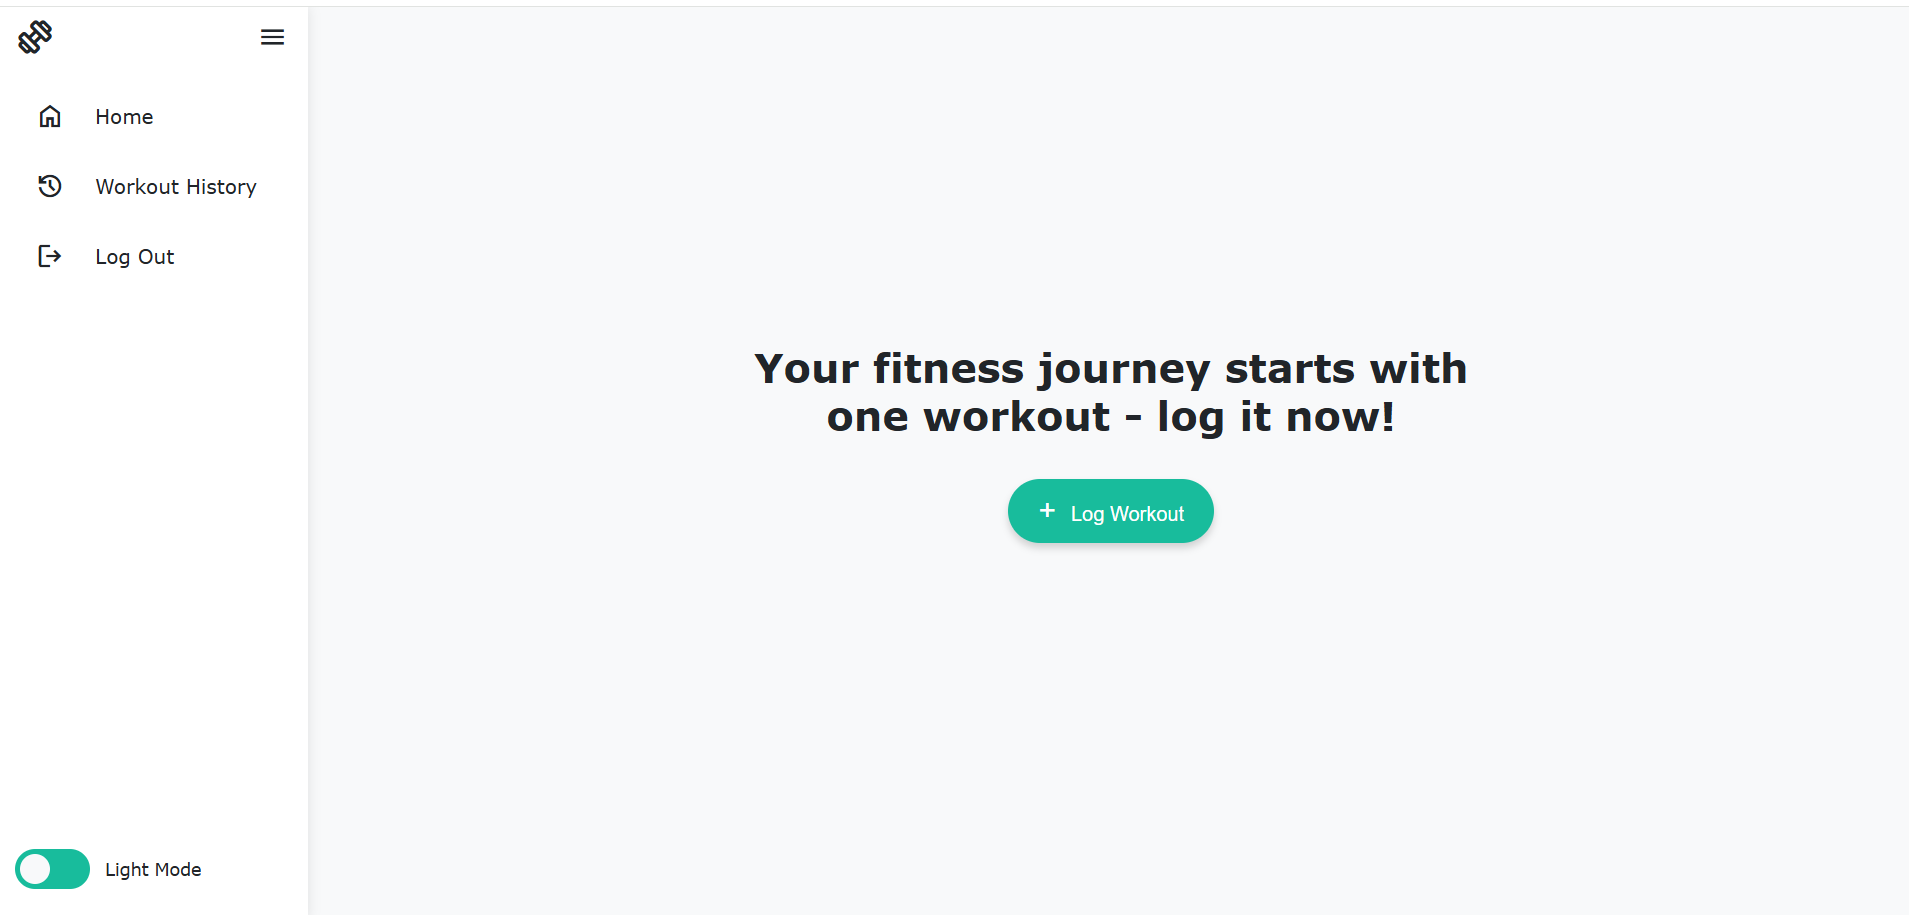 Home
Workout History
Log Out
Your fitness journey starts with
one workout - log it now!
+ Log Workout
Light Mode